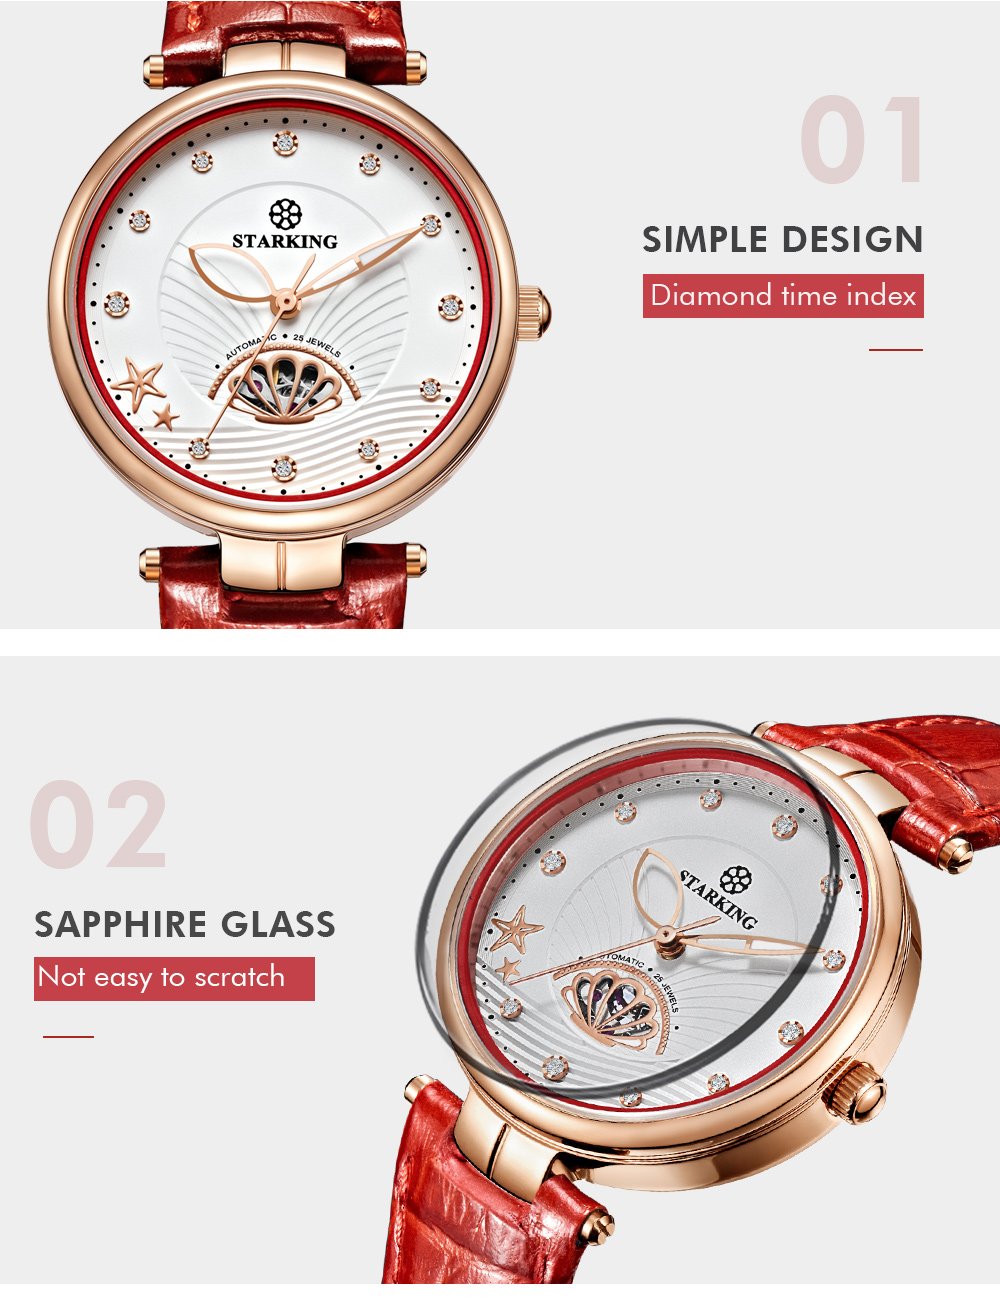 STARKING
AUTOMATIC • 25 JEWELS
01
SIMPLE DESIGN
Diamond time index
02
SAPPHIRE GLASS
Not easy to scratch
STARKING
AUTOMATIC • 25 JEWELS